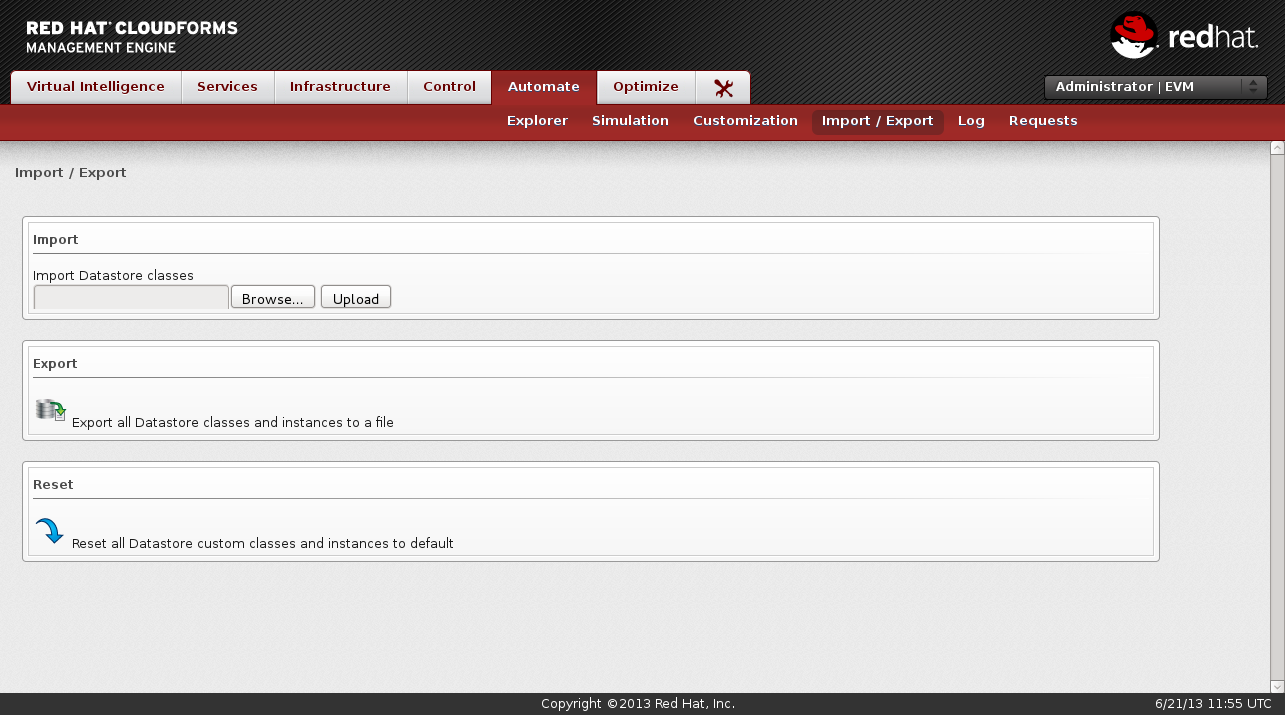 RED HAT CLOUDFORMS
MANAGEMENT ENGINE
redhat.
Virtual Intelligence Services Infrastructure Control Automate Optimize
Administrator | EVM
Explorer Simulation Customization Import / Export Log Requests
Import / Export
Import
Import Datastore classes
Browse... Upload
Export
Export all Datastore classes and instances to a file
Reset
Reset all Datastore custom classes and instances to default
Copyright ©2013 Red Hat, Inc. 6/21/13 11:55 UTC